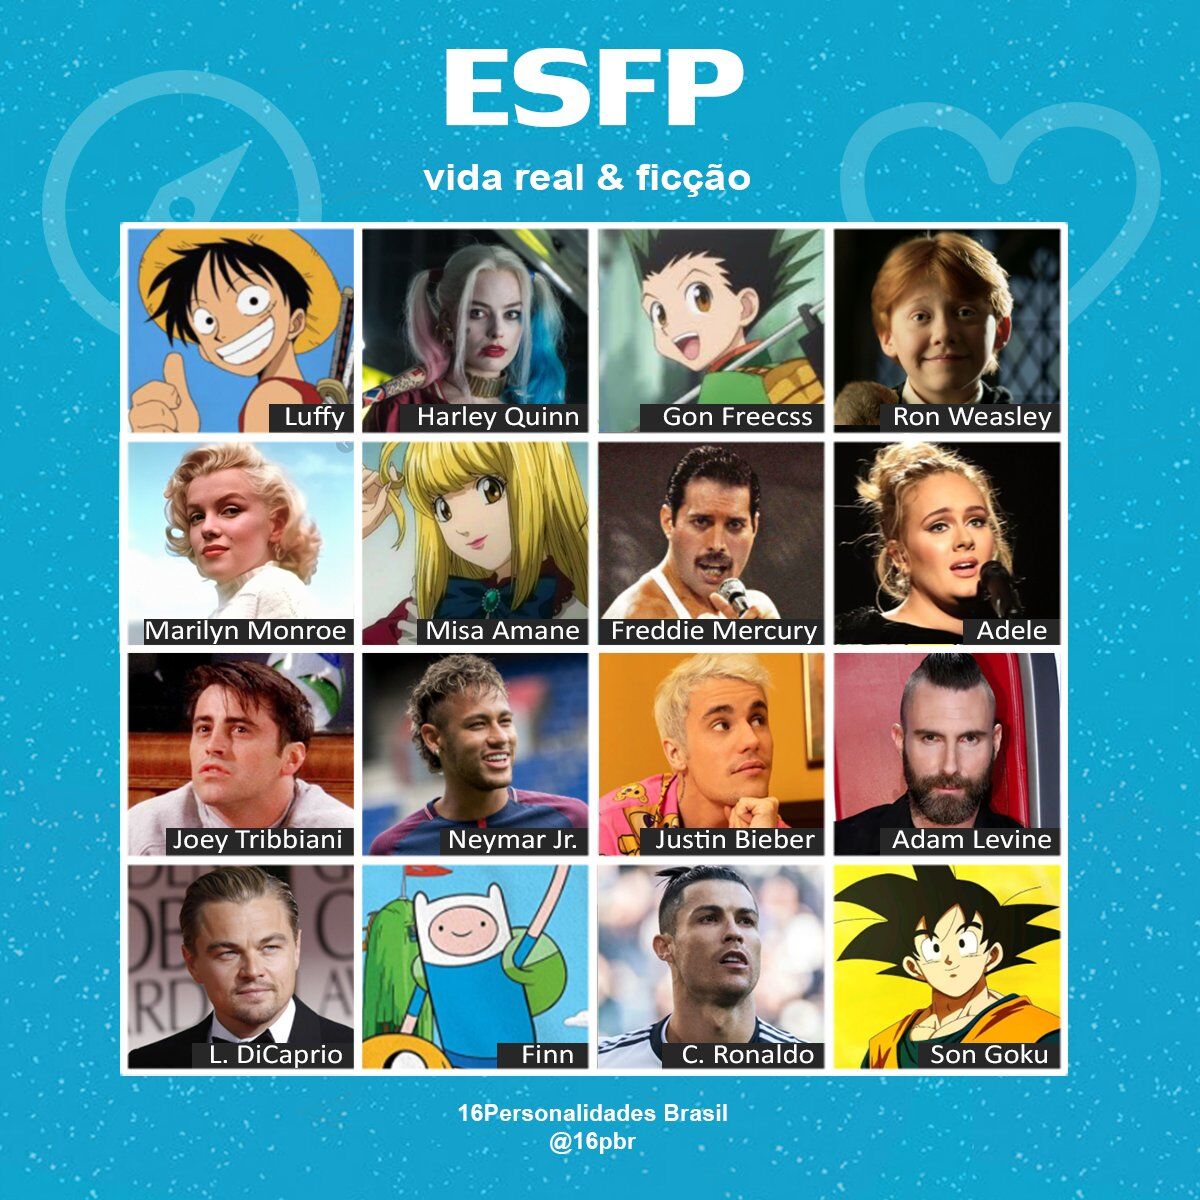 ESFP
vida real & ficção
Luffy
Harley Quinn
Gon Freecss
Ron Weasley
Marilyn Monroe
Misa Amane
Freddie Mercury
Adele
Joey Tribbiani
Neymar Jr.
Justin Bieber
Adam Levine
L. DiCaprio
Finn
C. Ronaldo
Son Goku
16Personalidades Brasil
@16pbr